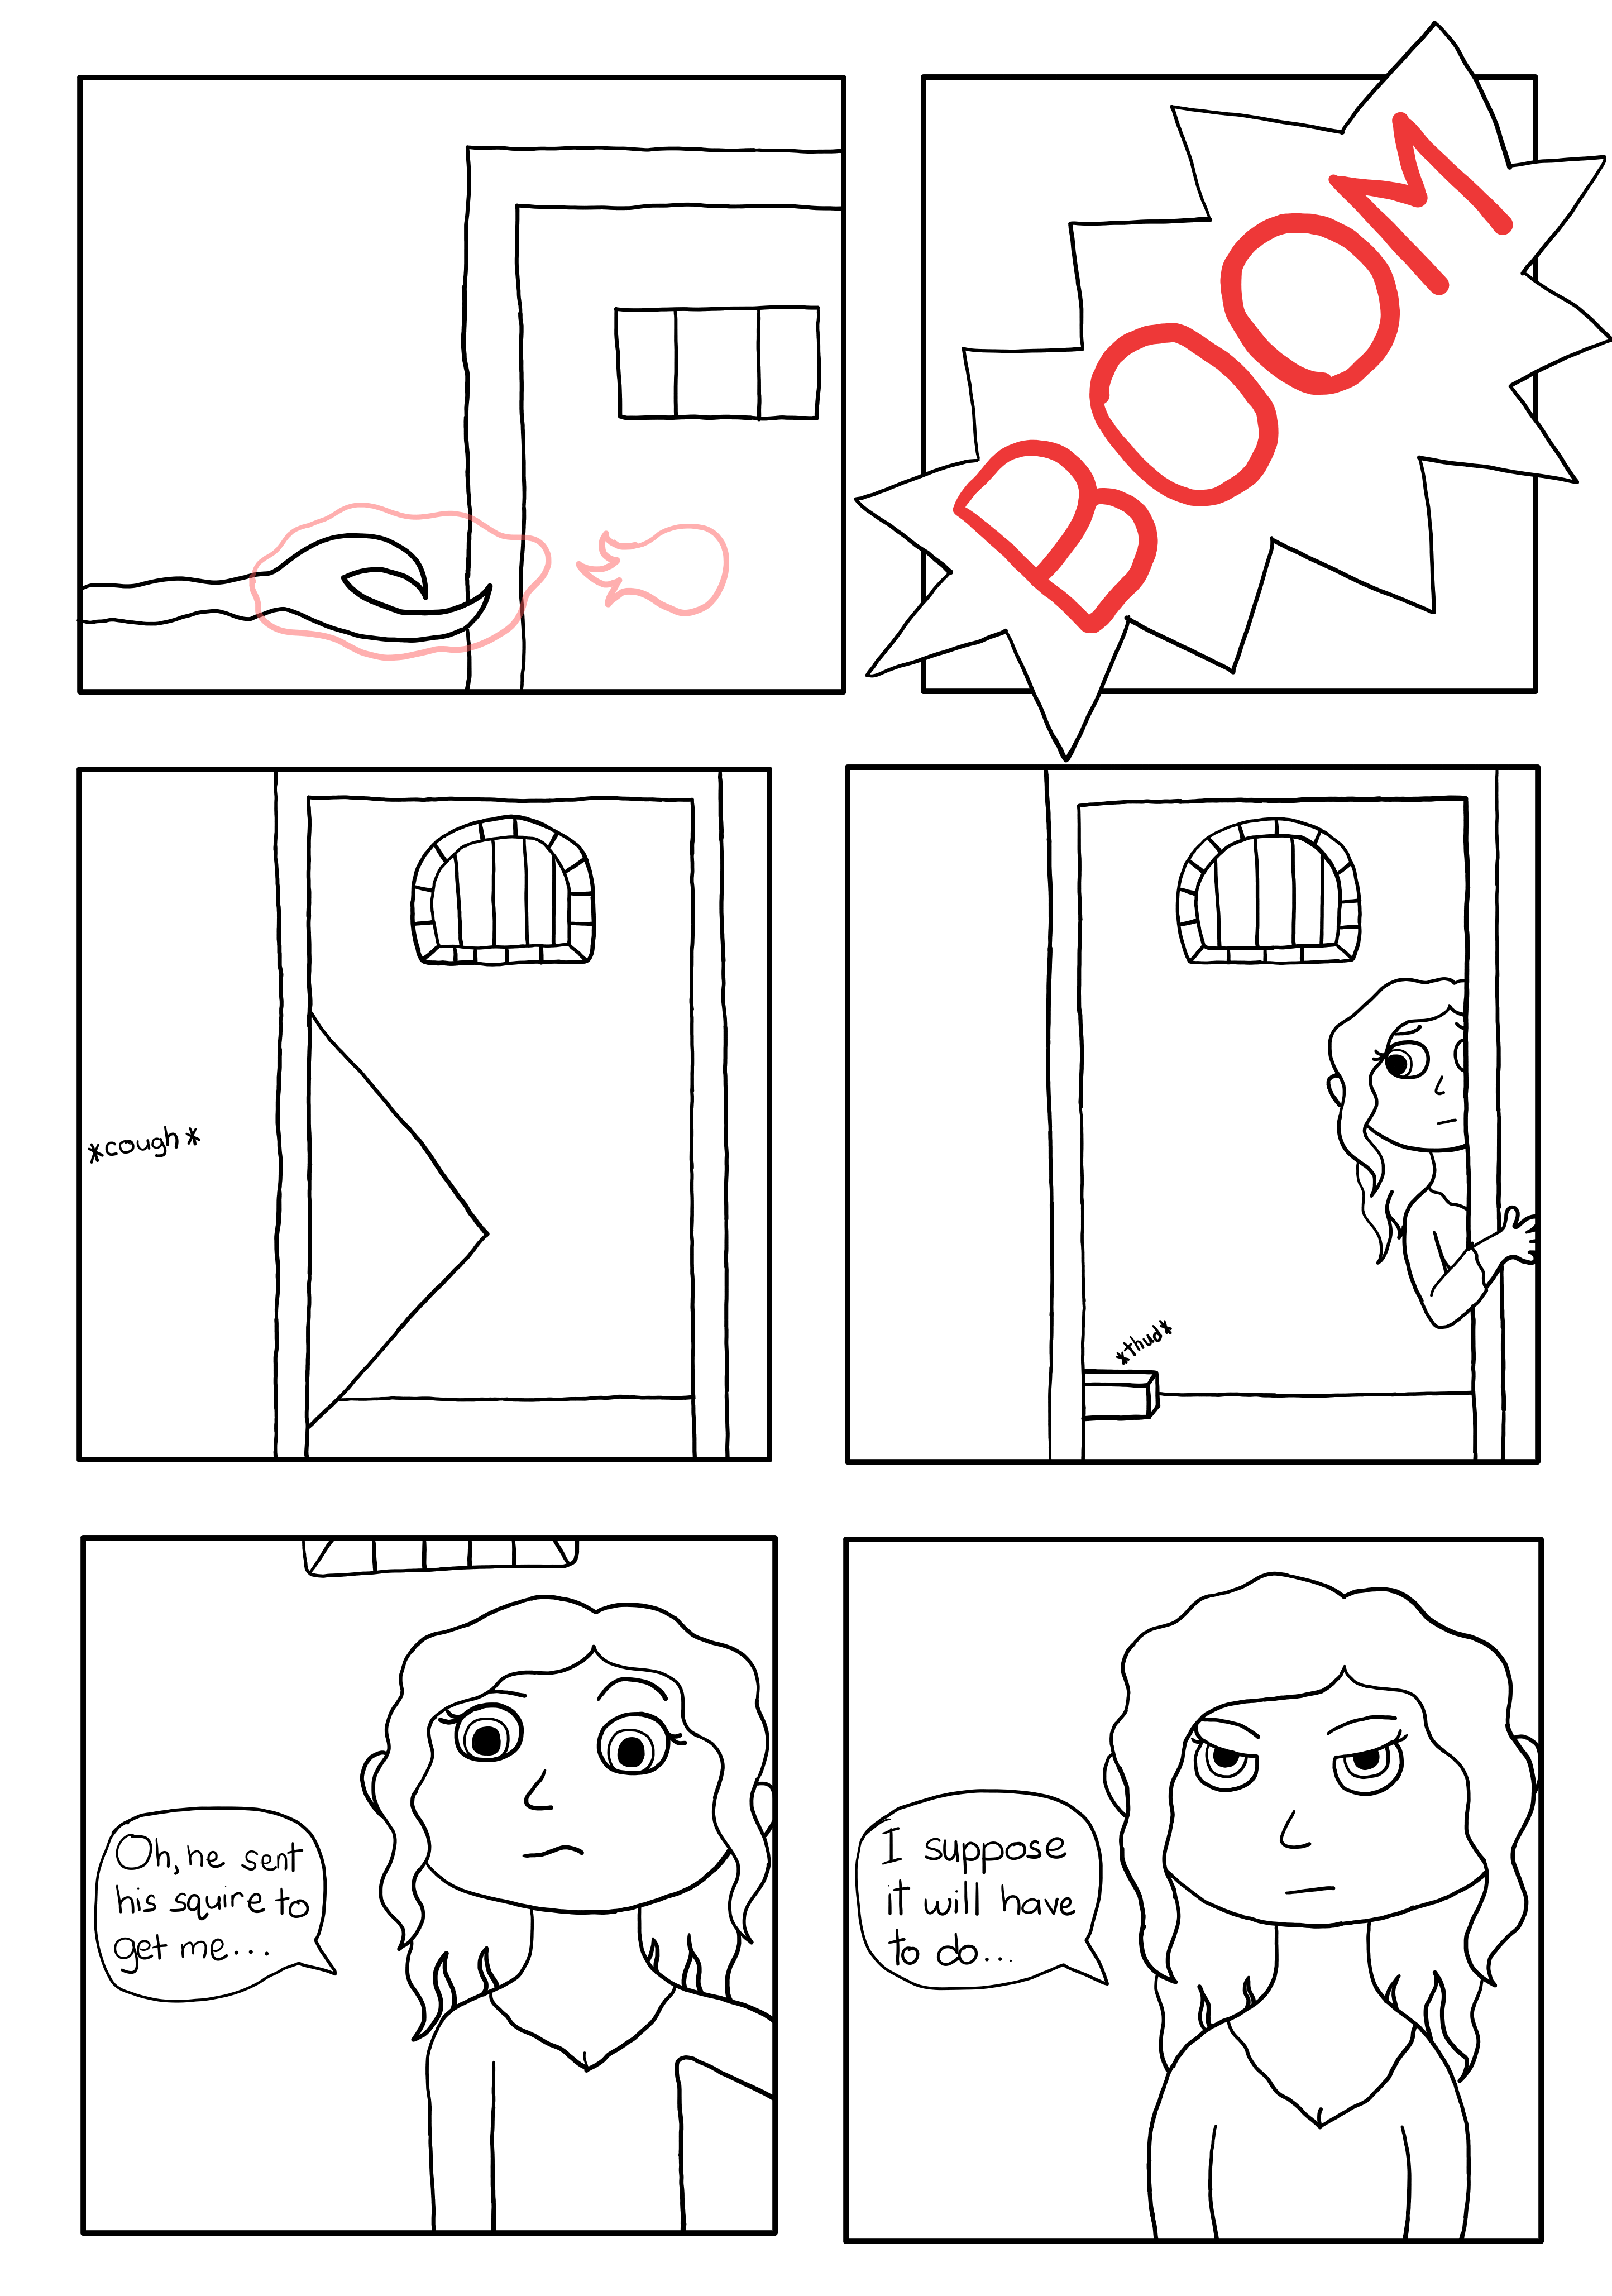 BOOM
*cough*
*thud*
Oh, he sent
his squire to
get me...
I suppose
it will have
to do...